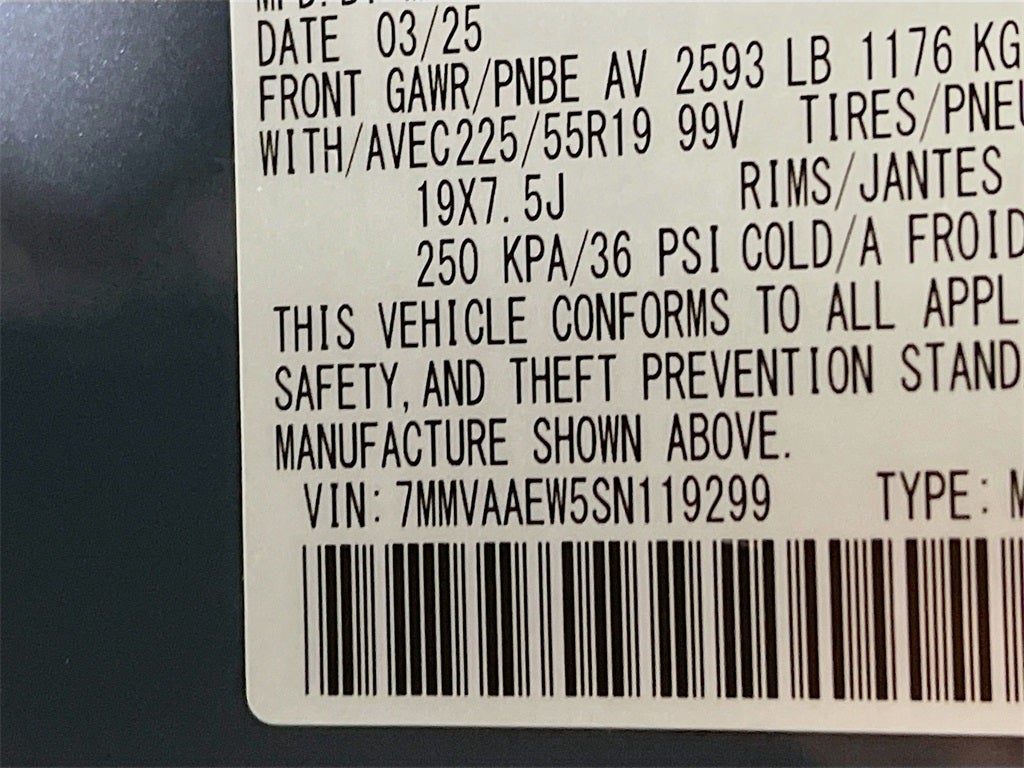 DATE 03/25
FRONT GAWR/PNBE AV 2593 LB 1176 KG
WITH/AVEC225/55R19 99V TIRES/PNEU
19X7.5J RIMS/JANTES
250 KPA/36 PSI COLD/A FROID
THIS VEHICLE CONFORMS TO ALL APPL
SAFETY, AND THEFT PREVENTION STAND
MANUFACTURE SHOWN ABOVE.
VIN: 7MMVAAEW5SN119299 TYPE: M